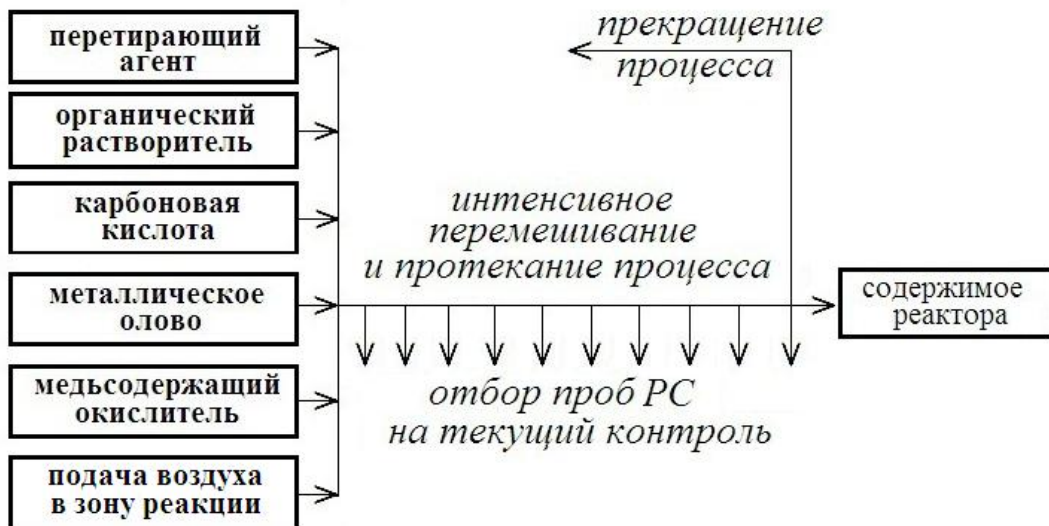 перетирающий
агент
органический
растворитель
карбоновая
кислота
металлическое
олово
медьсодержащий
окислитель
подача воздуха
в зону реакции
прекращение
процесса
интенсивное
перемешивание
и протекание процесса
отбор проб РС
на текущий контроль
содержимое
реактора